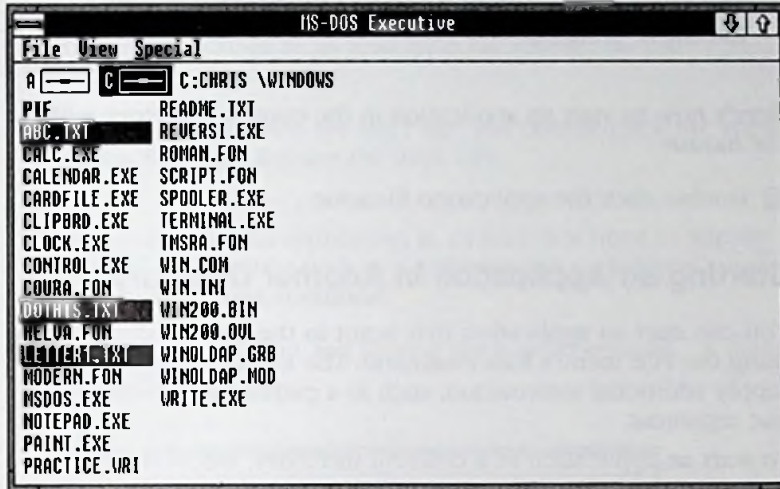 MS-DOS Executive
File View Special
A C C:CHRIS \WINDOWS
PIF README.TXT
ABC.TXT REVERSI.EXE
CALC.EXE ROMAN.FON
CALENDAR.EXE SCRIPT.FON
CARDFILE.EXE SPOOLER.EXE
CLIPBRD.EXE TERMINAL.EXE
CLOCK.EXE TMSRA.FON
CONTROL.EXE WIN.COM
COURA.FON WIN.INI
DOTHIS.TXT WIN200.BIN
HELVA.FON WIN200.OVL
LETTER1.TXT WINOLDAP.GRB
MODERN.FON WINOLDAP.MOD
MSDOS.EXE WRITE.EXE
NOTEPAD.EXE
PAINT.EXE
PRACTICE.WRI